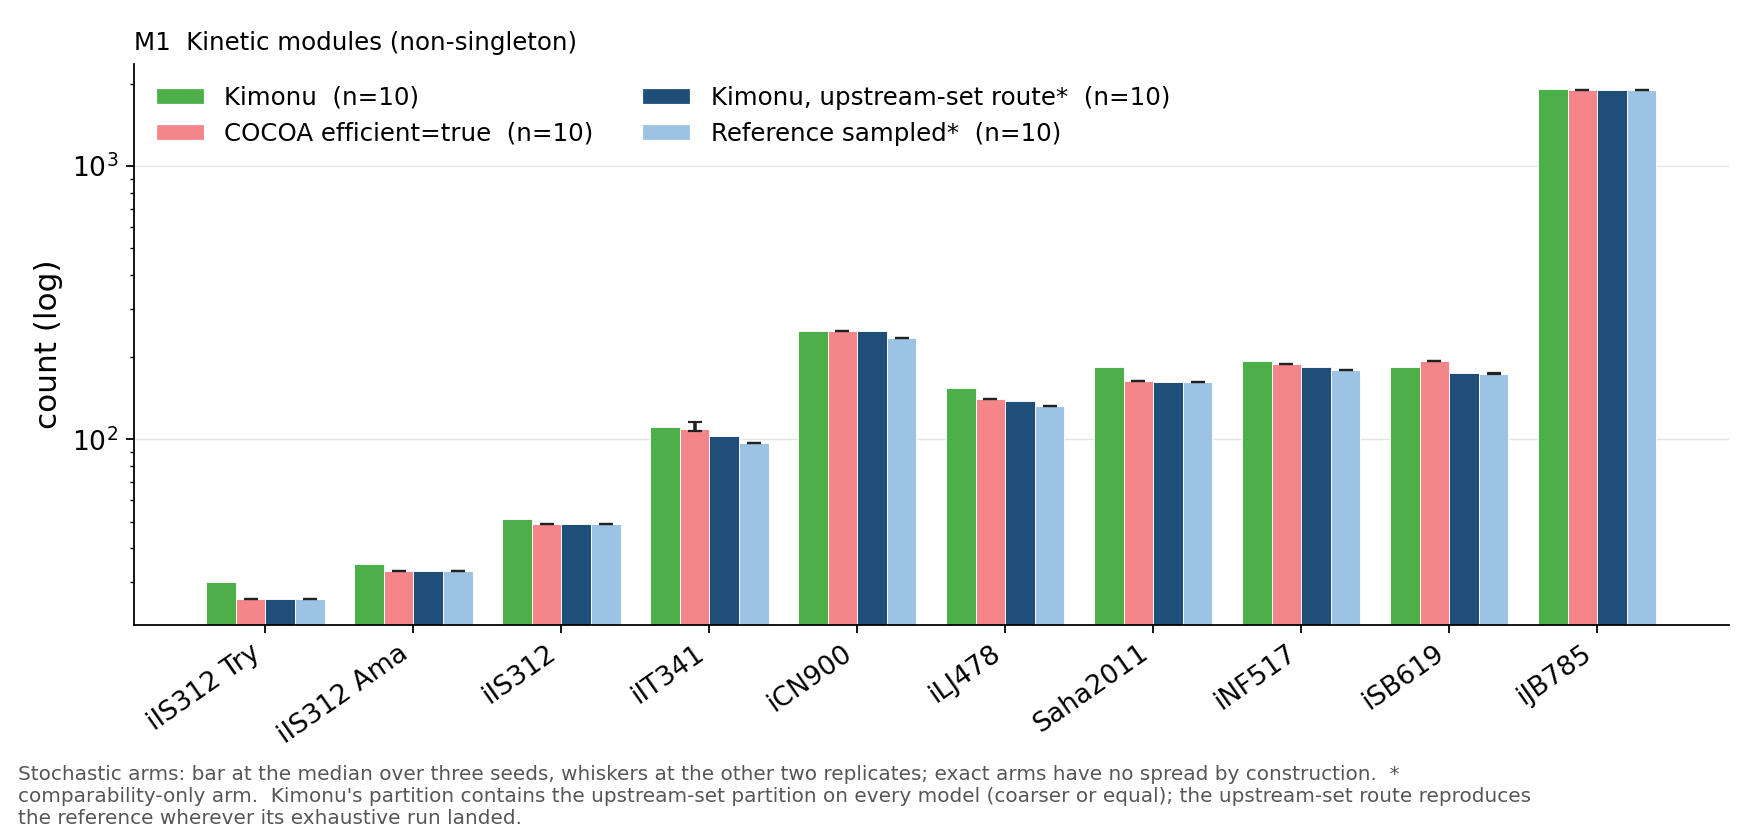 M1  Kinetic modules (non-singleton)
Kimonu  (n=10)
COCOA efficient=true  (n=10)
Kimonu, upstream-set route*  (n=10)
Reference sampled*  (n=10)
count (log)
10³
10²
iIS312 Try
iIS312 Ama
iIS312
iIT341
iCN900
iLJ478
Saha2011
iNF517
iSB619
iJB785
Stochastic arms: bar at the median over three seeds, whiskers at the other two replicates; exact arms have no spread by construction.  *
comparability-only arm.  Kimonu's partition contains the upstream-set partition on every model (coarser or equal); the upstream-set route reproduces
the reference wherever its exhaustive run landed.